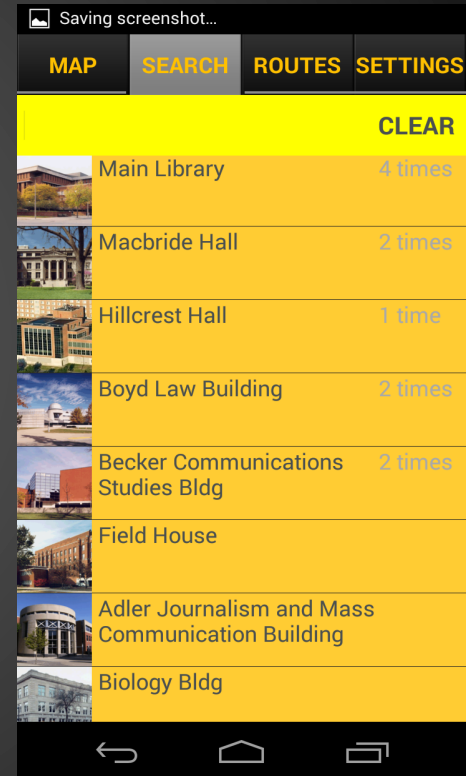 Saving screenshot...
MAP SEARCH ROUTES SETTINGS
CLEAR
Main Library 4 times
Macbride Hall 2 times
Hillcrest Hall 1 time
Boyd Law Building 2 times
Becker Communications 2 times
Studies Bldg
Field House
Adler Journalism and Mass
Communication Building
Biology Bldg